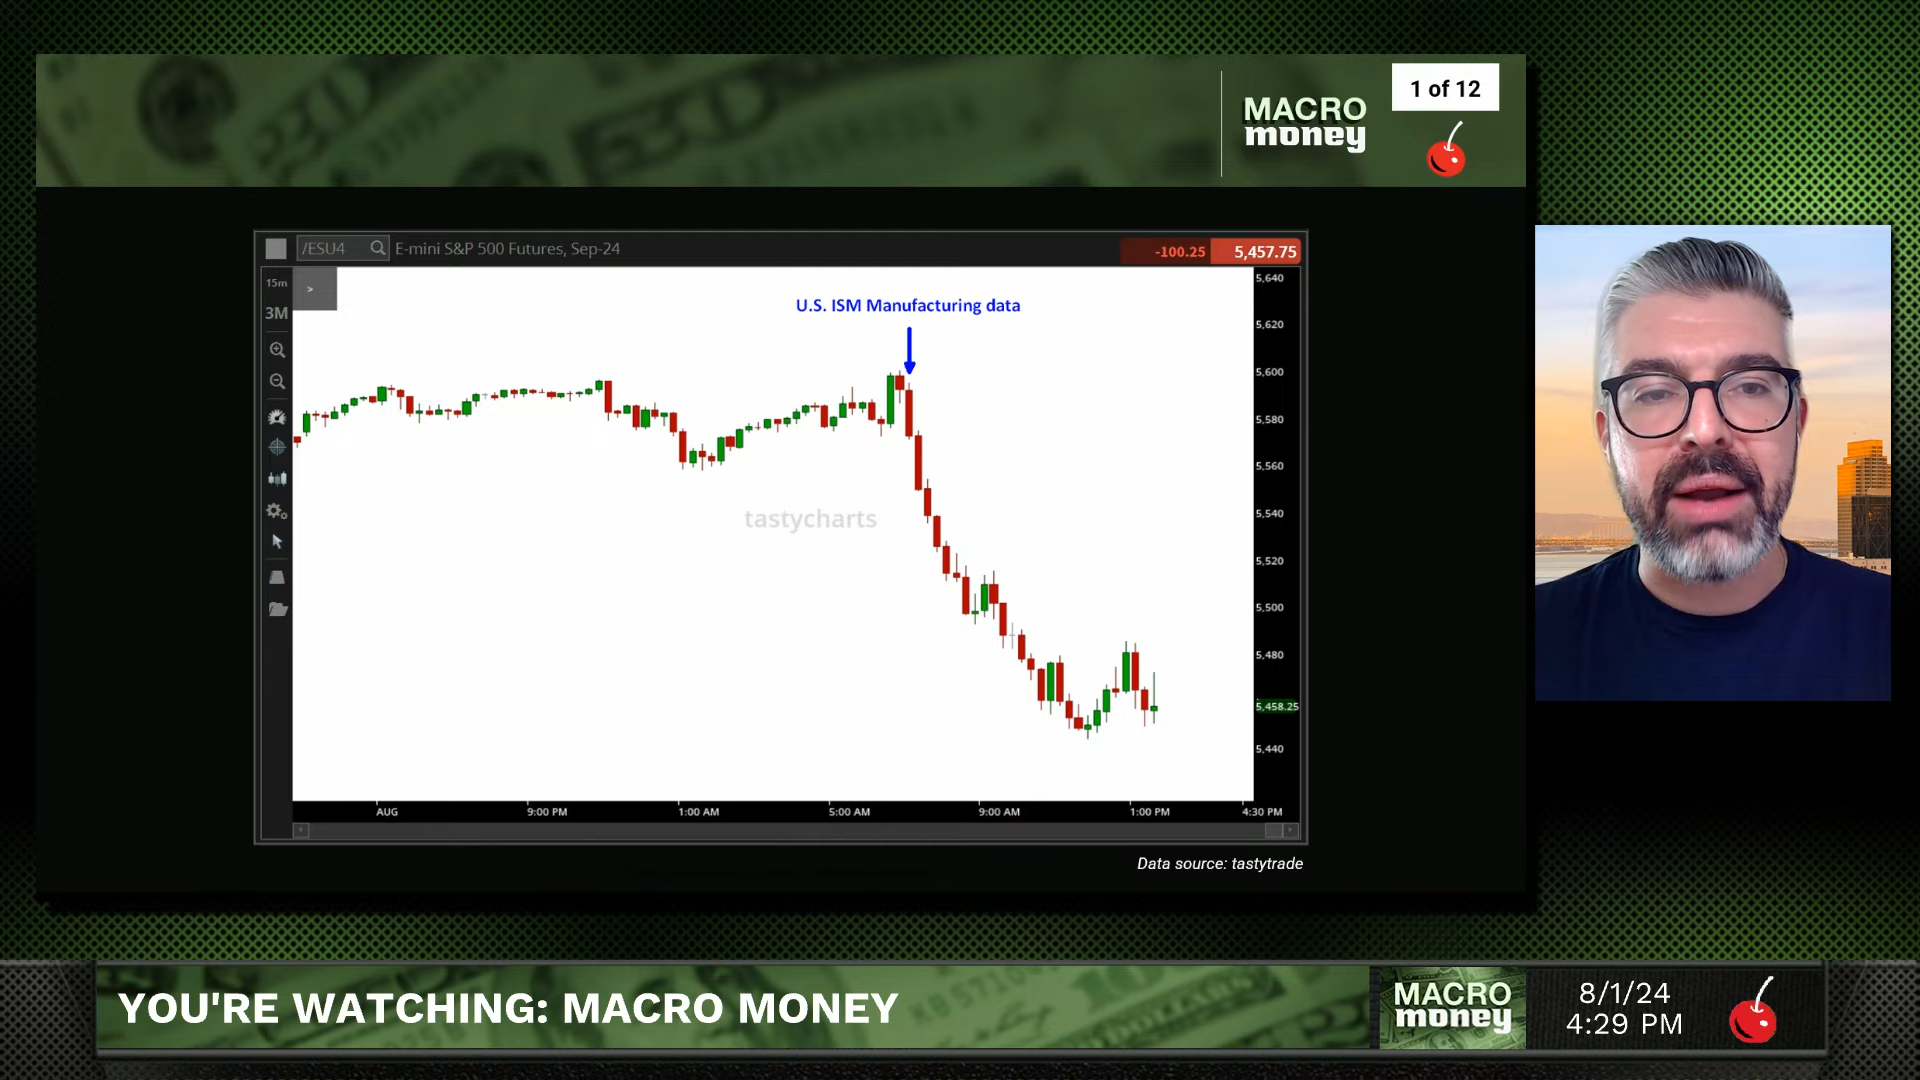 1 of 12
MACRO
money
/ESU4
E-mini S&P 500 Futures, Sep-24
-100.25
5,457.75
15m
>
3M
U.S. ISM Manufacturing data
tastycharts
5,640
5,620
5,600
5,580
5,560
5,540
5,520
5,500
5,480
5,458.25
5,440
AUG
9:00 PM
1:00 AM
5:00 AM
9:00 AM
1:00 PM
4:30 PM
Data source: tastytrade
YOU'RE WATCHING: MACRO MONEY
MACRO
money
8/1/24
4:29 PM